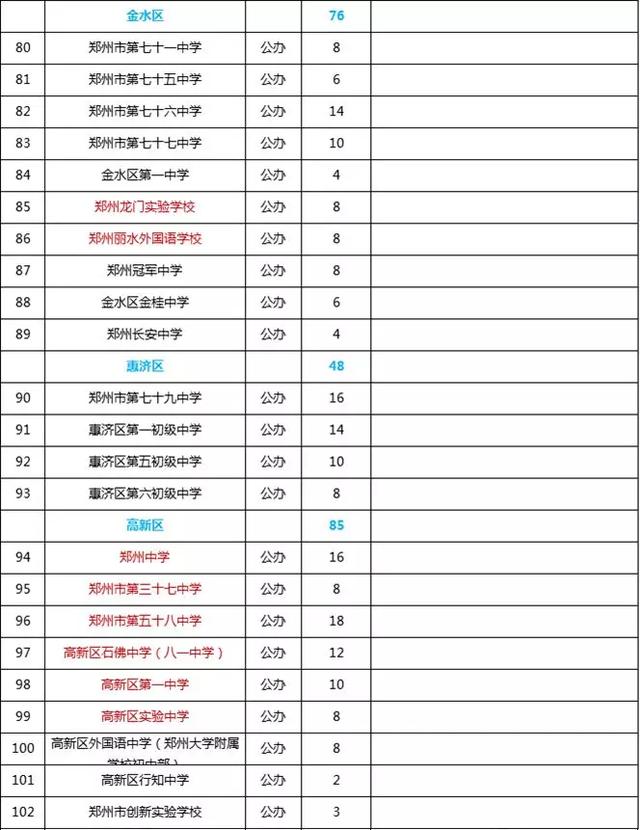 金水区 76
80 郑州市第七十一中学 公办 8
81 郑州市第七十五中学 公办 6
82 郑州市第七十六中学 公办 14
83 郑州市第七十七中学 公办 10
84 金水区第一中学 公办 4
85 郑州龙门实验学校 公办 8
86 郑州丽水外国语学校 公办 8
87 郑州冠军中学 公办 8
88 金水区金桂中学 公办 6
89 郑州长安中学 公办 4
惠济区 48
90 郑州市第七十九中学 公办 16
91 惠济区第一初级中学 公办 14
92 惠济区第五初级中学 公办 10
93 惠济区第六初级中学 公办 8
高新区 85
94 郑州中学 公办 16
95 郑州市第三十七中学 公办 8
96 郑州市第五十八中学 公办 18
97 高新区石佛中学（八一中学） 公办 12
98 高新区第一中学 公办 10
99 高新区实验中学 公办 8
100 高新区外国语中学（郑州大学附属 公办 8
学校初中部）
101 高新区行知中学 公办 2
102 郑州市创新实验学校 公办 3